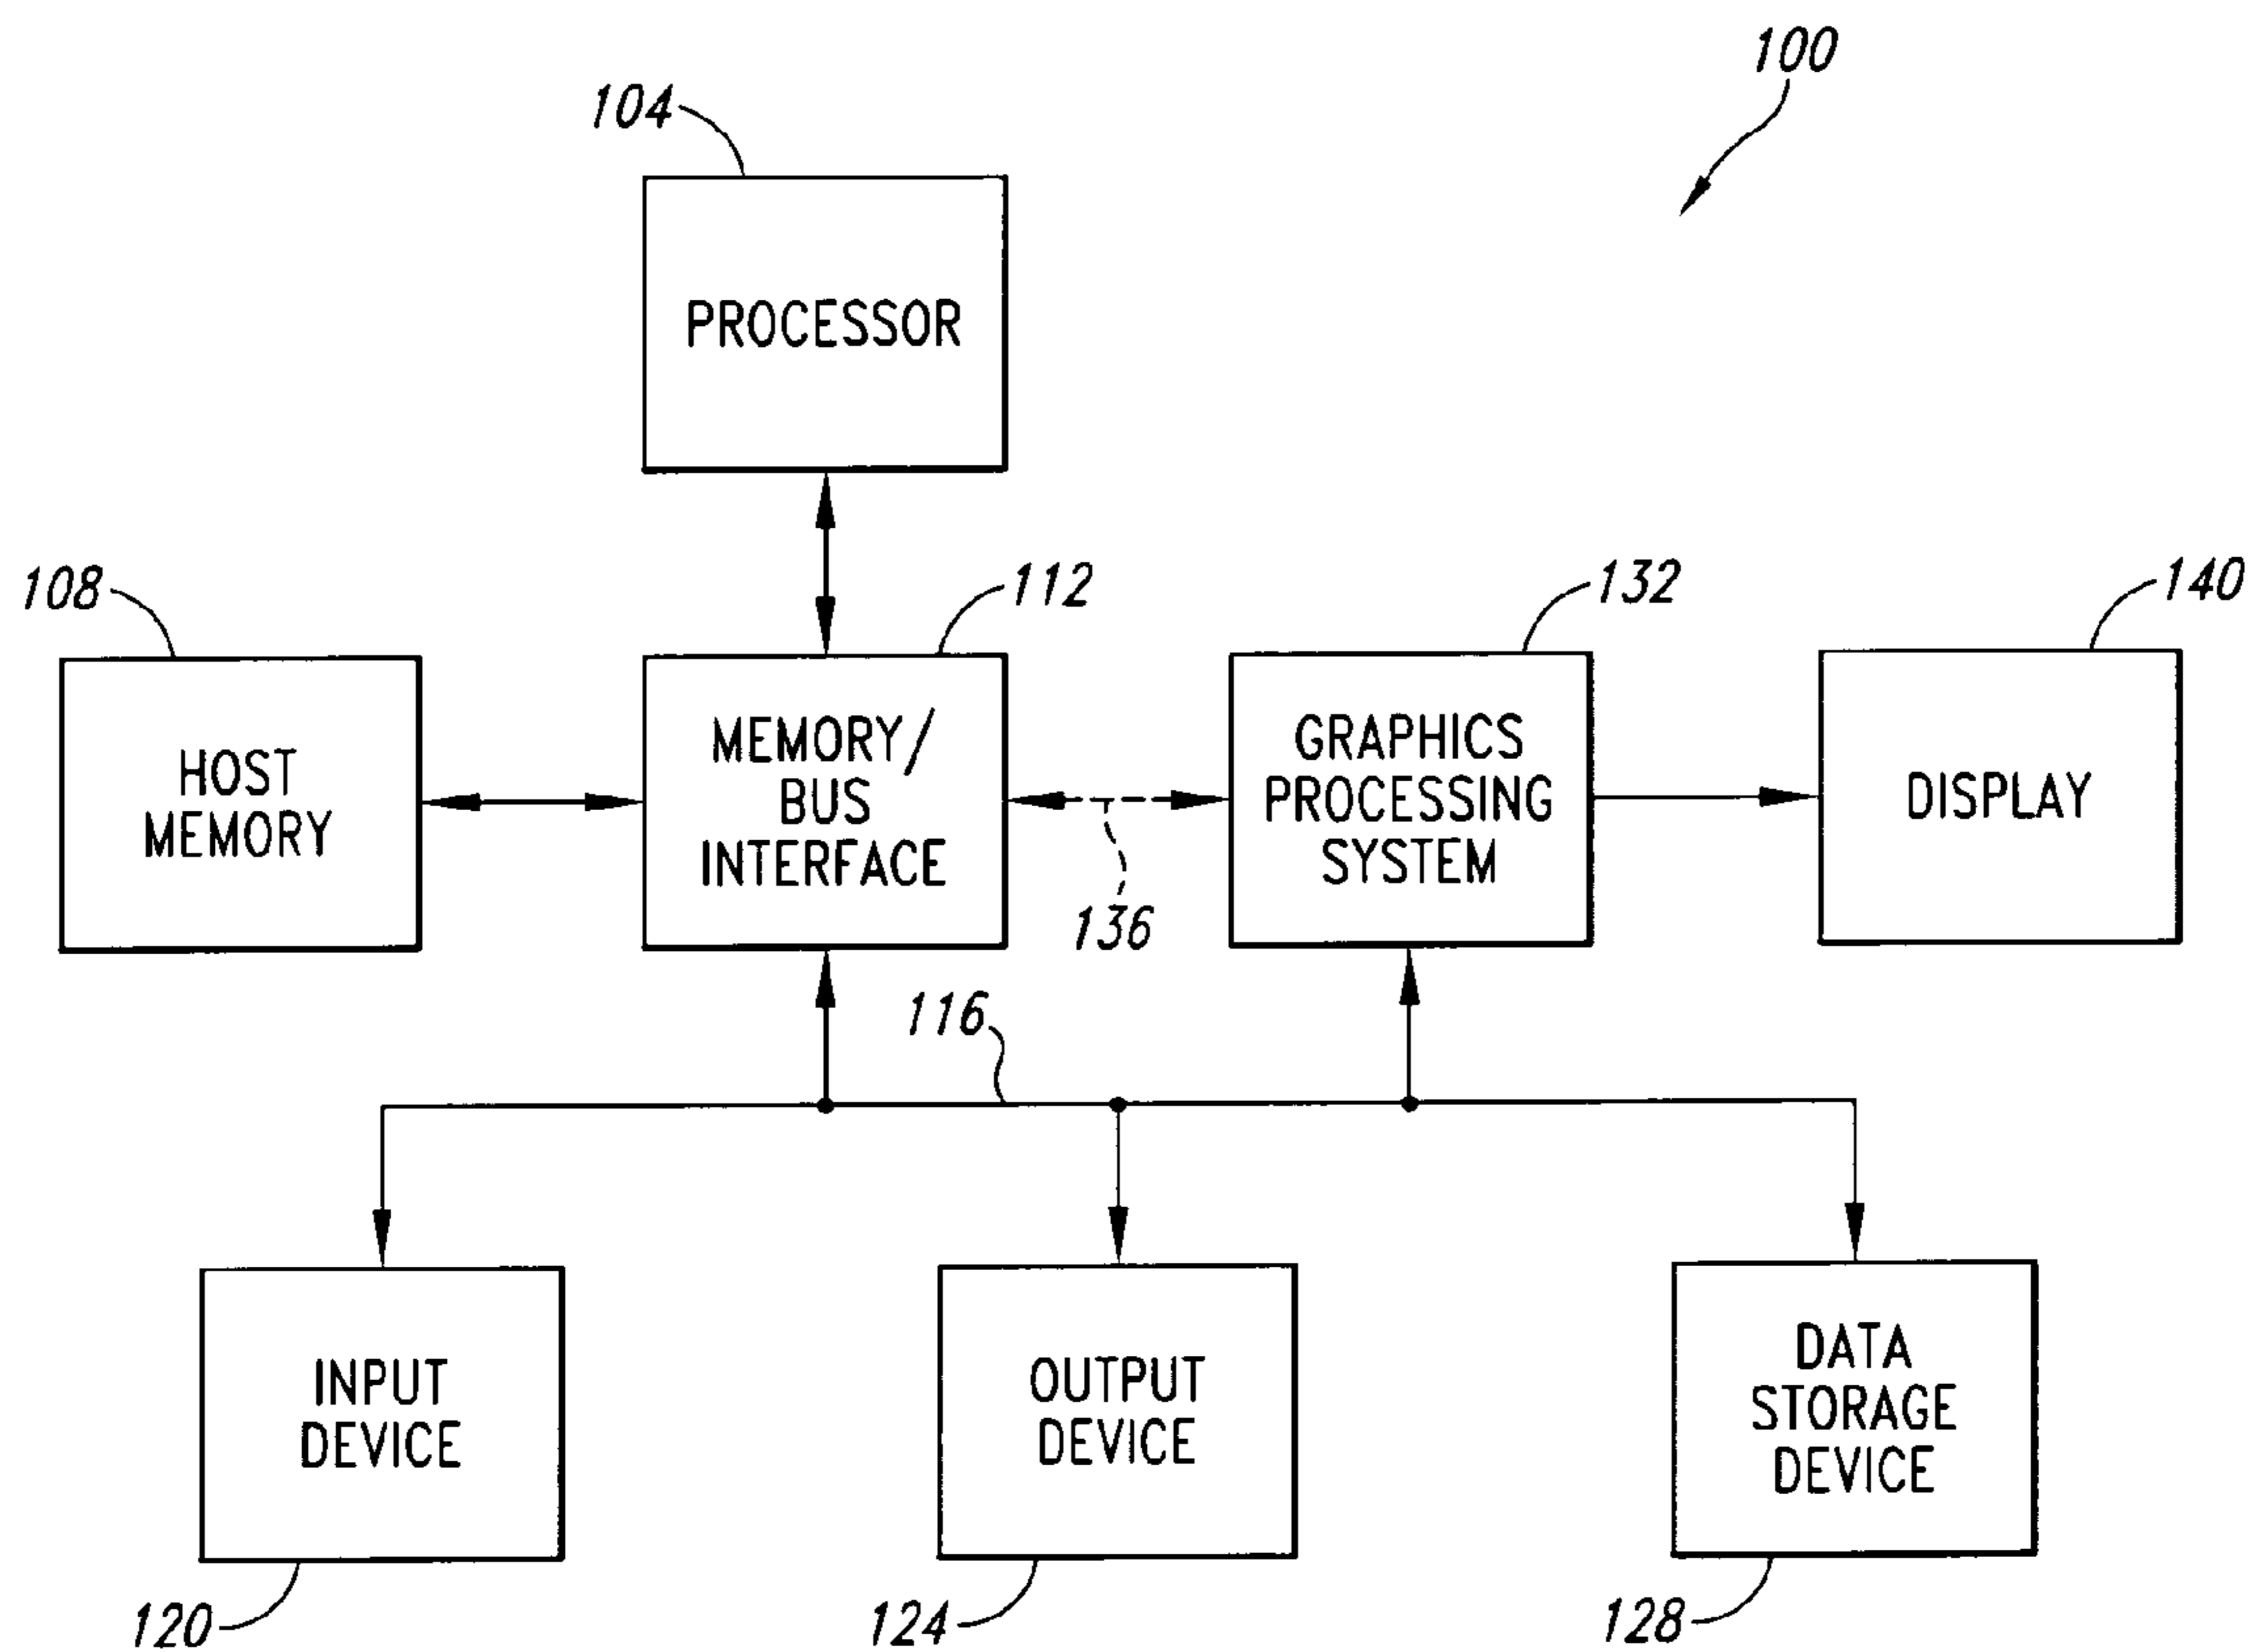 100
104
PROCESSOR
108
112
132
140
HOST
MEMORY
MEMORY/
BUS
INTERFACE
GRAPHICS
PROCESSING
SYSTEM
DISPLAY
136
116
INPUT
DEVICE
OUTPUT
DEVICE
DATA
STORAGE
DEVICE
120
124
128